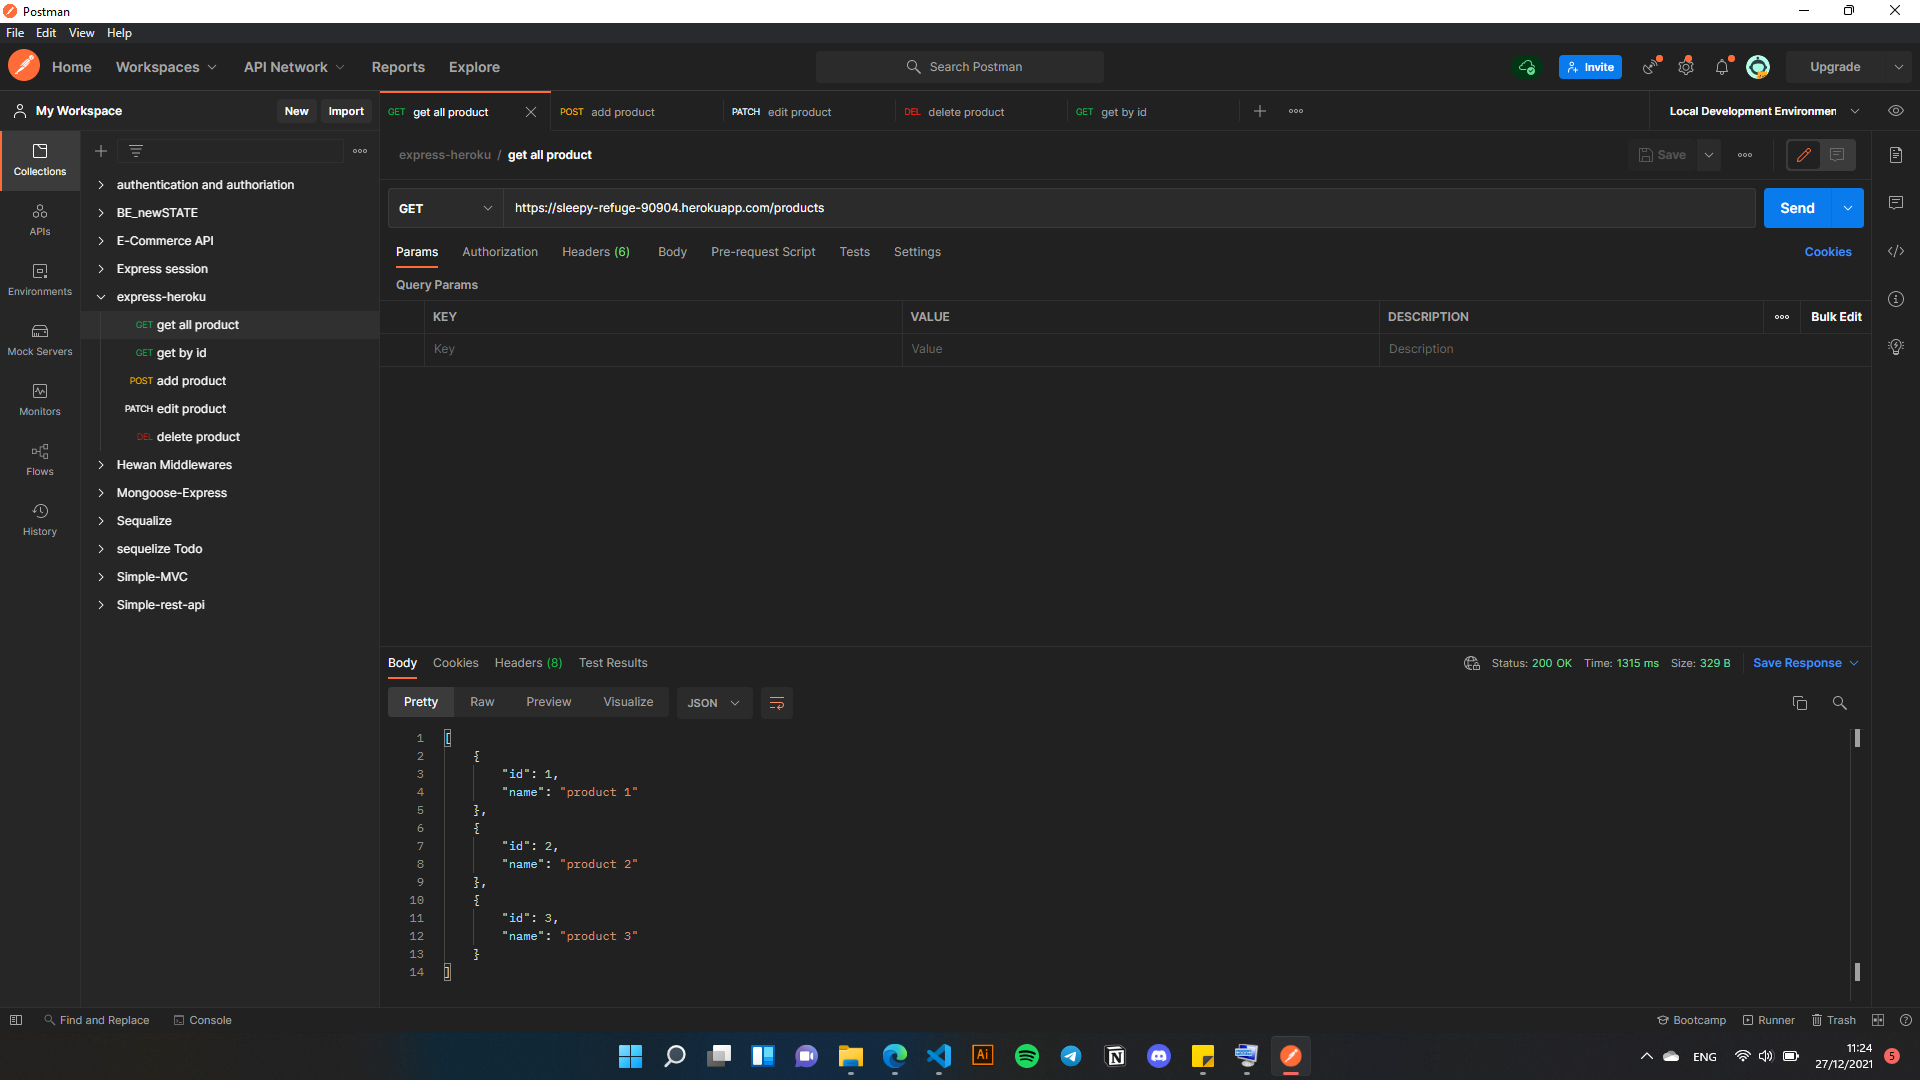 Postman
File Edit View Help
Home Workspaces API Network Reports Explore
Search Postman
Invite
Upgrade
My Workspace
New Import
GET get all product
POST add product
PATCH edit product
DEL delete product
GET get by id
Local Development Environmen
Collections
APIs
Environments
Mock Servers
Monitors
Flows
History
authentication and authoriation
BE_newSTATE
E-Commerce API
Express session
express-heroku
GET get all product
GET get by id
POST add product
PATCH edit product
DEL delete product
Hewan Middlewares
Mongoose-Express
Sequalize
sequelize Todo
Simple-MVC
Simple-rest-api
express-heroku / get all product
Save
GET https://sleepy-refuge-90904.herokuapp.com/products
Send
Params Authorization Headers (6) Body Pre-request Script Tests Settings
Cookies
Query Params
KEY VALUE DESCRIPTION
Bulk Edit
Key Value Description
Body Cookies Headers (8) Test Results
Status: 200 OK Time: 1315 ms Size: 329 B
Save Response
Pretty Raw Preview Visualize JSON
1 [
2 {
3 "id": 1,
4 "name": "product 1"
5 },
6 {
7 "id": 2,
8 "name": "product 2"
9 },
10 {
11 "id": 3,
12 "name": "product 3"
13 }
14 ]
Find and Replace Console
Bootcamp Runner Trash
Ai
ENG
11:24
27/12/2021
5